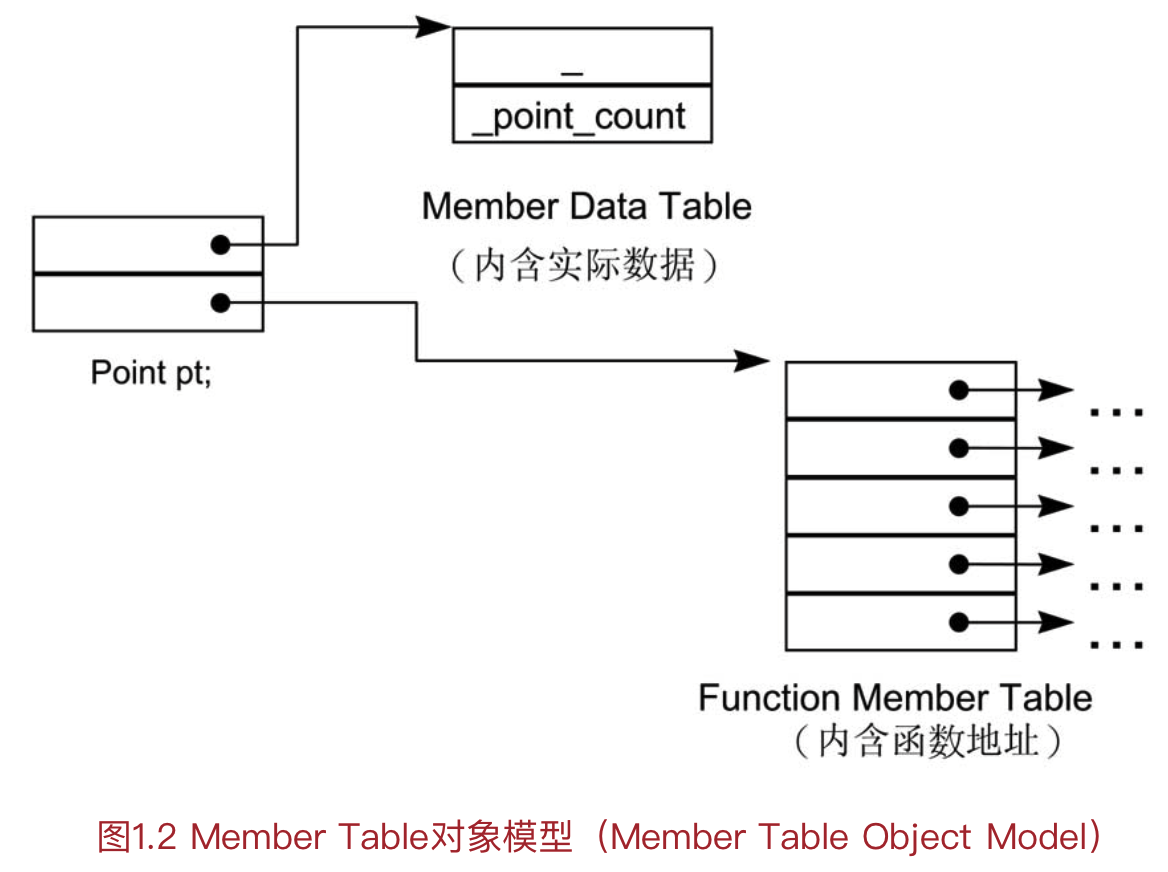 _
_point_count
Member Data Table
（内含实际数据）
Point pt;
...
...
...
...
...
Function Member Table
（内含函数地址）
图1.2 Member Table对象模型（Member Table Object Model）